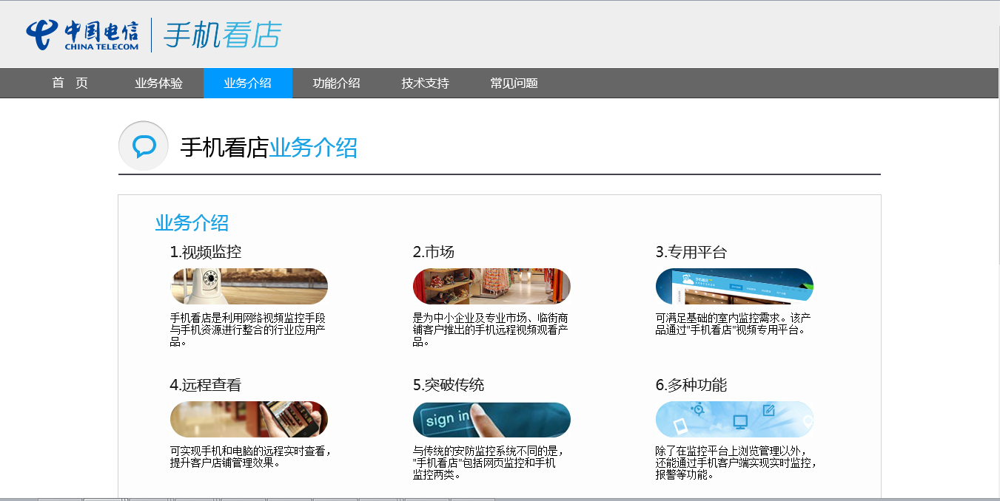 中国电信
CHINA TELECOM
手机看店
首 页 业务体验 业务介绍 功能介绍 技术支持 常见问题
手机看店业务介绍
业务介绍
1.视频监控
手机看店是利用网络视频监控手段
与手机资源进行整合的行业应用产
品。
2.市场
是为中小企业及专业市场、临街商
铺客户推出的手机远程视频观看产
品。
3.专用平台
手机看店
可满足基础的室内监控需求。该产
品通过"手机看店"视频专用平台。
4.远程查看
可实现手机和电脑的远程实时查看，
提升客户店铺管理效果。
5.突破传统
sign in
与传统的安防监控系统不同的是，
"手机看店"包括网页监控和手机
监控两类。
6.多种功能
除了在监控平台上浏览管理以外，
还能通过手机客户端实现实时监控，
报警等功能。